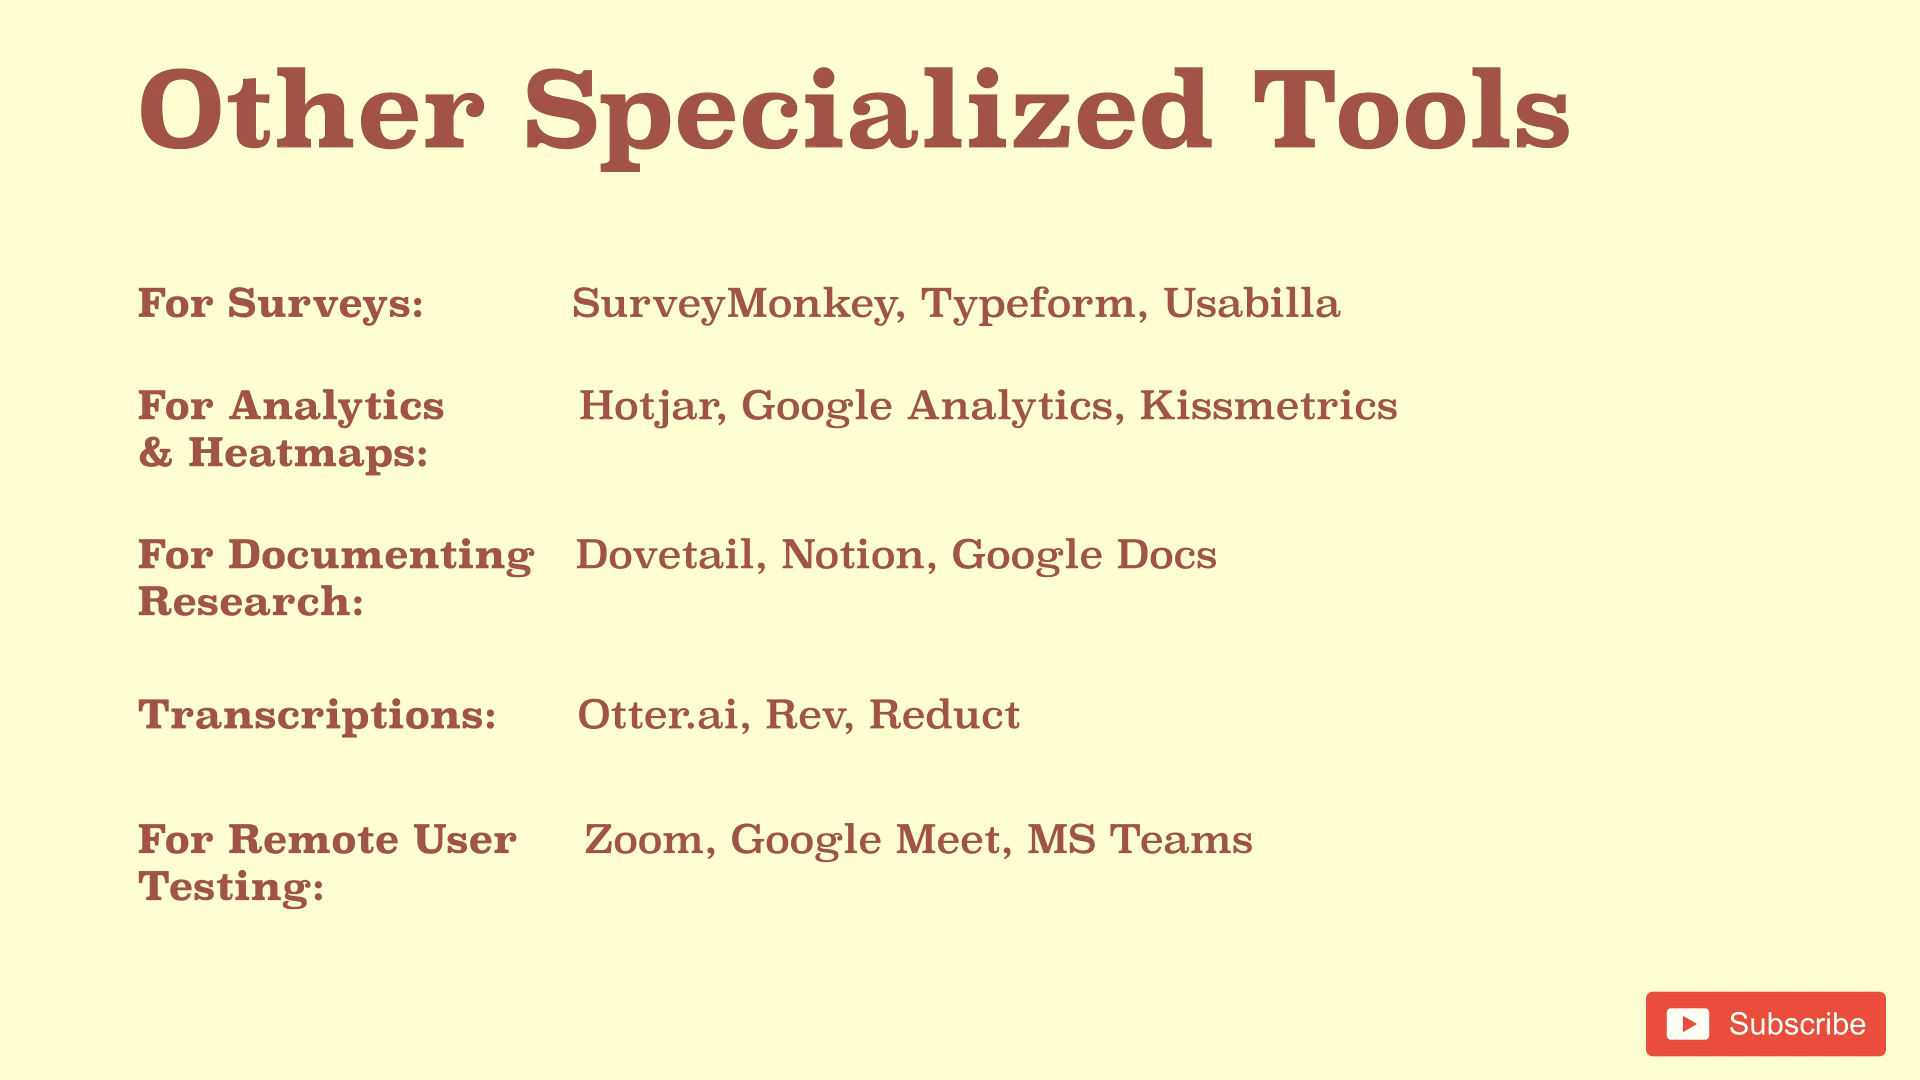 Other Specialized Tools
For Surveys: SurveyMonkey, Typeform, Usabilla
For Analytics Hotjar, Google Analytics, Kissmetrics
& Heatmaps:
For Documenting Dovetail, Notion, Google Docs
Research:
Transcriptions: Otter.ai, Rev, Reduct
For Remote User Zoom, Google Meet, MS Teams
Testing:
Subscribe